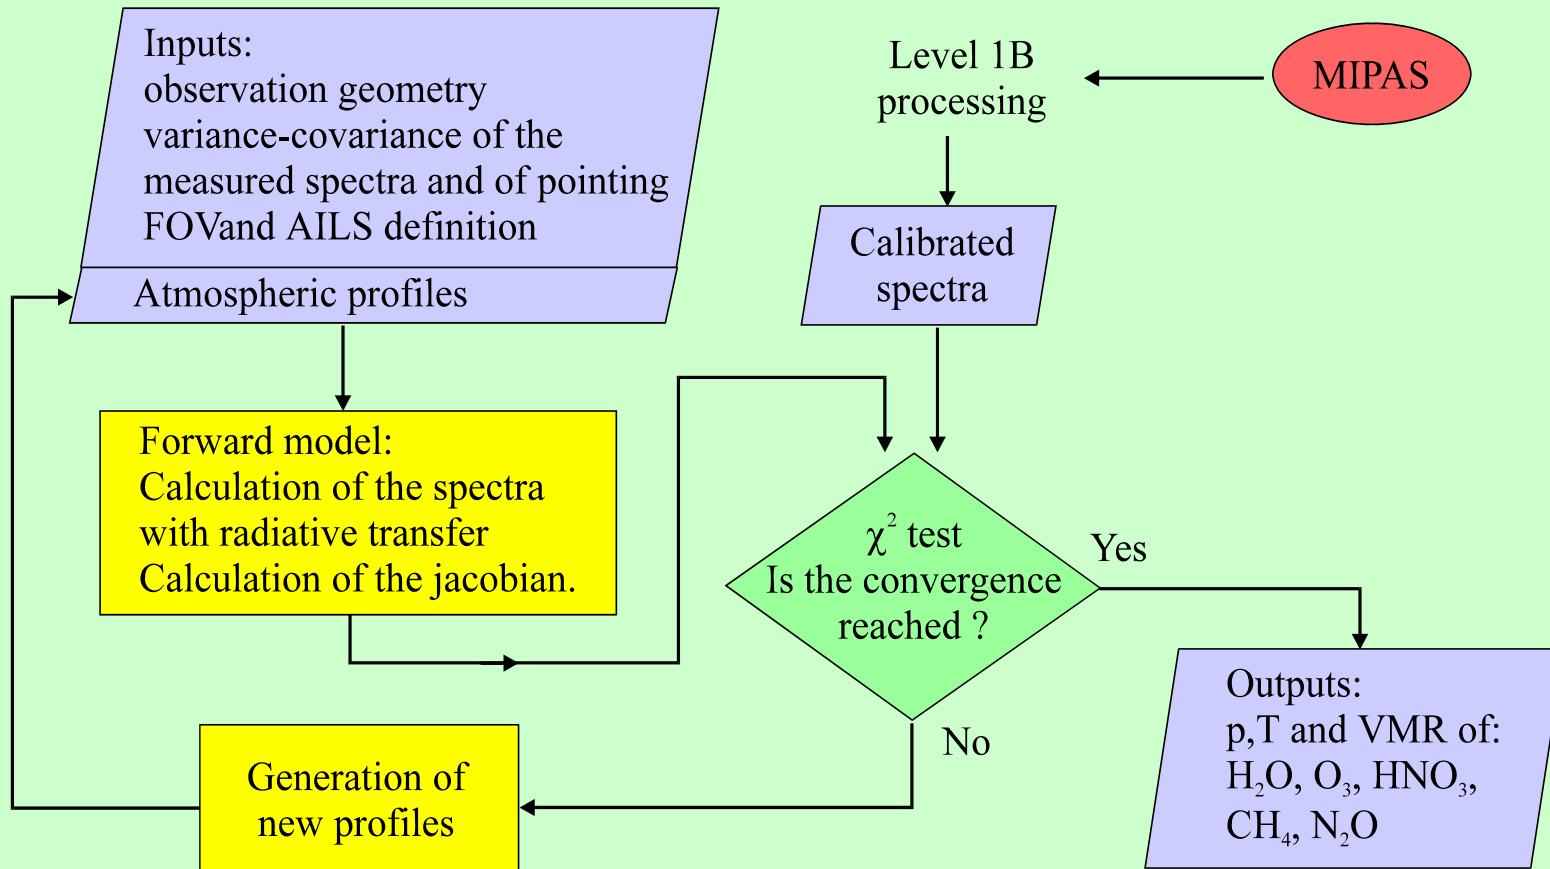 Inputs:
observation geometry
variance-covariance of the
measured spectra and of pointing
FOVand AILS definition
Atmospheric profiles
Level 1B
processing
MIPAS
Calibrated
spectra
Forward model:
Calculation of the spectra
with radiative transfer
Calculation of the jacobian.
χ² test
Is the convergence
reached ?
Yes
No
Generation of
new profiles
Outputs:
p,T and VMR of:
H₂O, O₃, HNO₃,
CH₄, N₂O